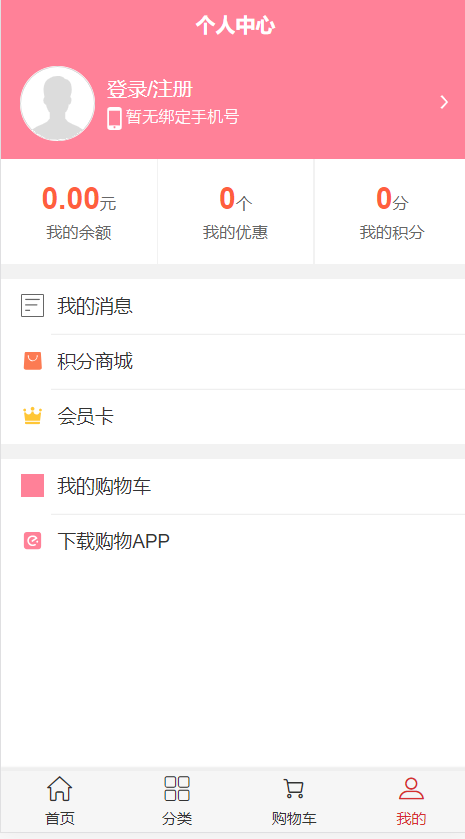 个人中心
登录/注册
暂无绑定手机号
0.00元
我的余额
0个
我的优惠
0分
我的积分
我的消息
积分商城
会员卡
我的购物车
下载购物APP
首页
分类
购物车
我的